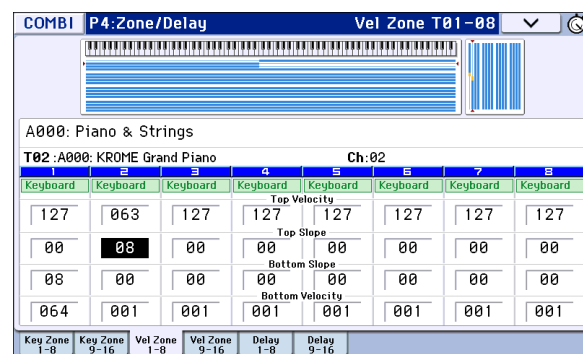 COMBI P4:Zone/Delay Vel Zone T01-08
A000: Piano & Strings
T02:A000: KROME Grand Piano Ch:02
1 2 3 4 5 6 7 8
Keyboard Keyboard Keyboard Keyboard Keyboard Keyboard Keyboard Keyboard
Top Velocity
127 063 127 127 127 127 127 127
Top Slope
00 08 00 00 00 00 00 00
Bottom Slope
08 00 00 00 00 00 00 00
Bottom Velocity
064 001 001 001 001 001 001 001
Key Zone 1-8 Key Zone 9-16 Vel Zone 1-8 Vel Zone 9-16 Delay 1-8 Delay 9-16